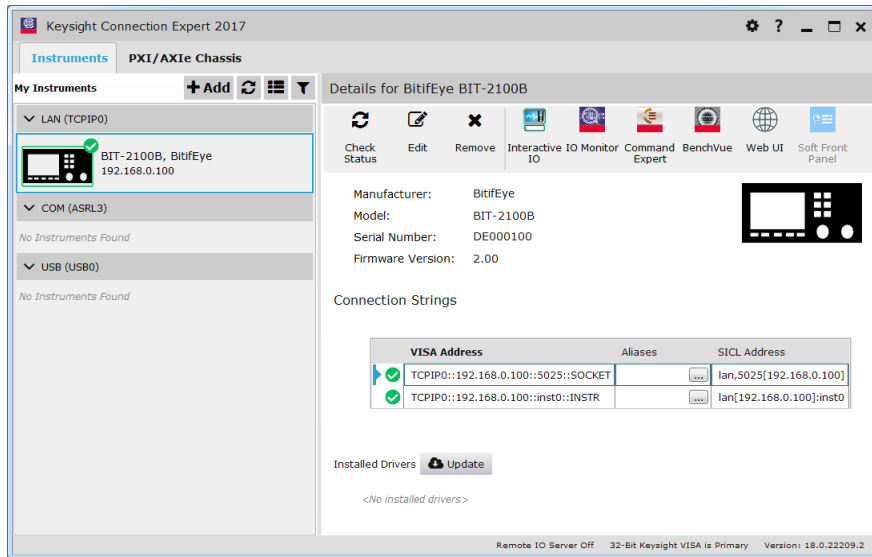 Keysight Connection Expert 2017
Instruments PXI/AXIe Chassis
My Instruments Add
LAN (TCPIP0)
BIT-2100B, BitifEye
192.168.0.100
COM (ASRL3)
No Instruments Found
USB (USB0)
No Instruments Found
Details for BitifEye BIT-2100B
Check Status
Edit
Remove
Interactive IO
IO Monitor
Command Expert
BenchVue
Web UI
Soft Front Panel
Manufacturer: BitifEye
Model: BIT-2100B
Serial Number: DE000100
Firmware Version: 2.00
Connection Strings
VISA Address Aliases SICL Address
TCPIP0::192.168.0.100::5025::SOCKET ... lan,5025[192.168.0.100]
TCPIP0::192.168.0.100::inst0::INSTR ... lan[192.168.0.100]:inst0
Installed Drivers Update
<No installed drivers>
Remote IO Server Off 32-Bit Keysight VISA is Primary Version: 18.0.22209.2